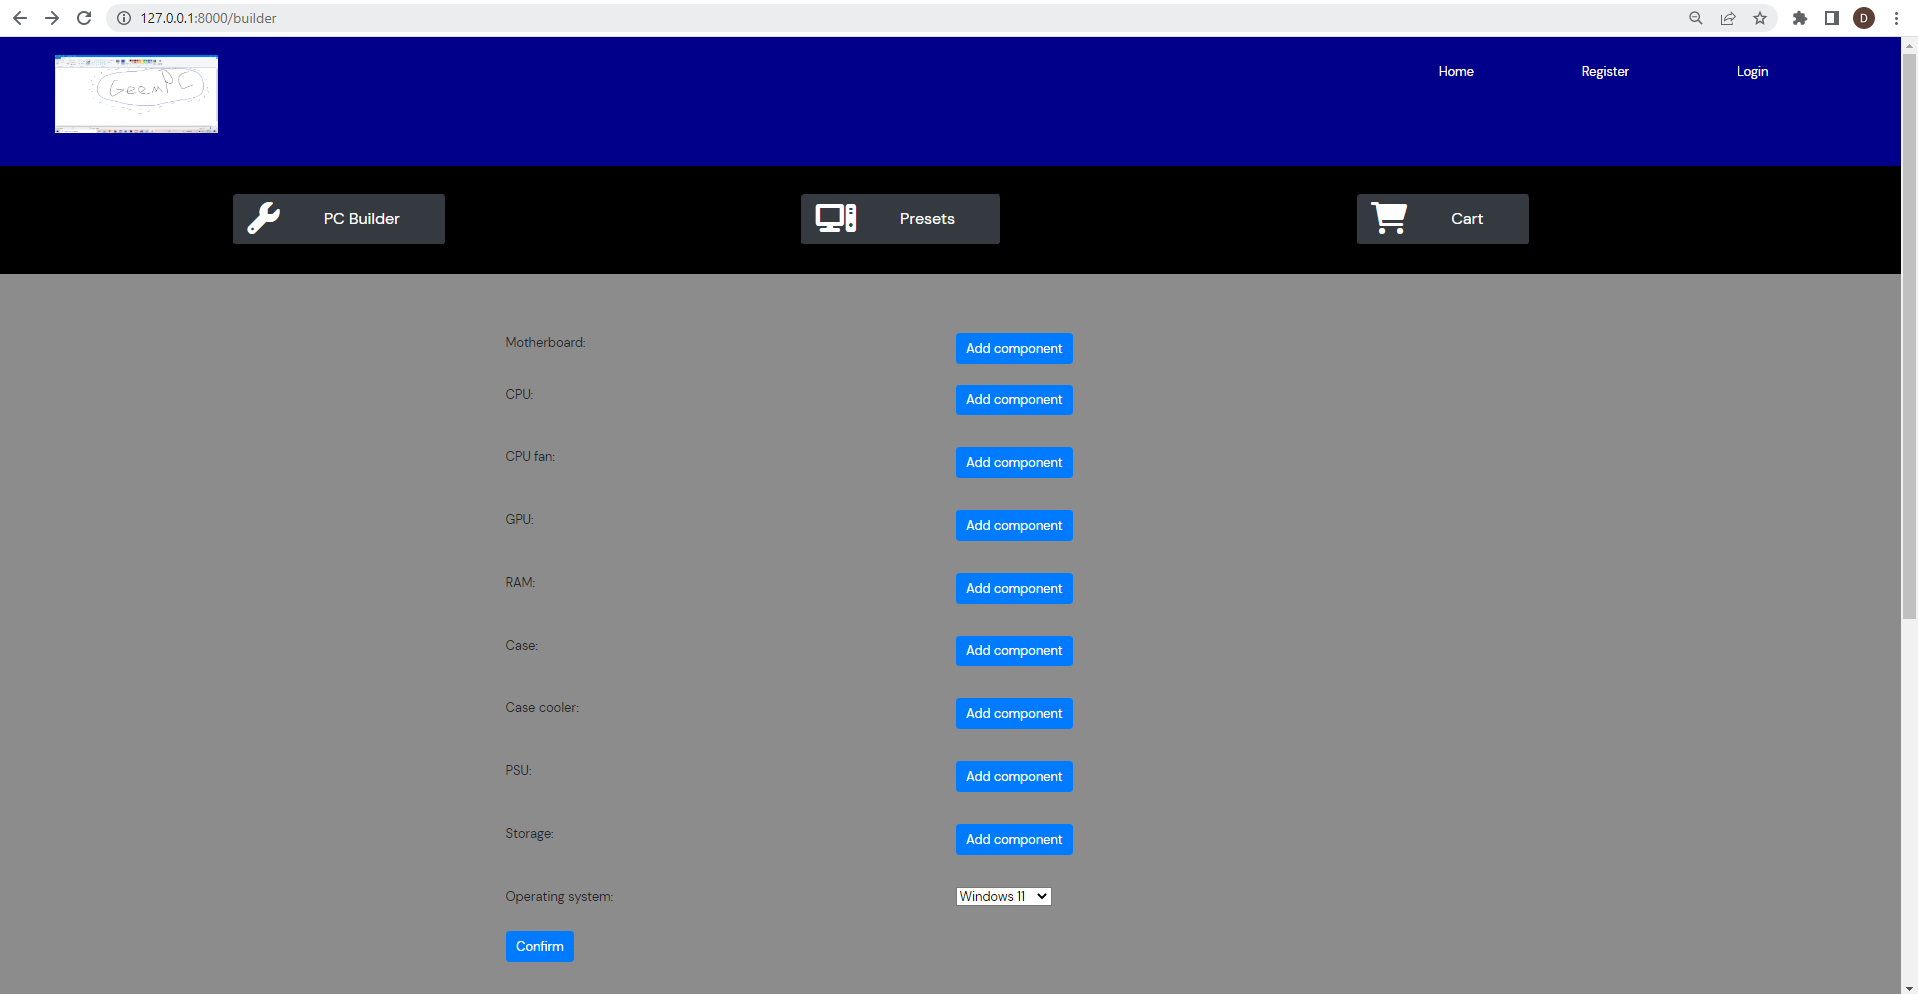 127.0.0.1:8000/builder
D
GeemPC
Home Register Login
PC Builder Presets Cart
Motherboard: Add component
CPU: Add component
CPU fan: Add component
GPU: Add component
RAM: Add component
Case: Add component
Case cooler: Add component
PSU: Add component
Storage: Add component
Operating system: Windows 11
Confirm